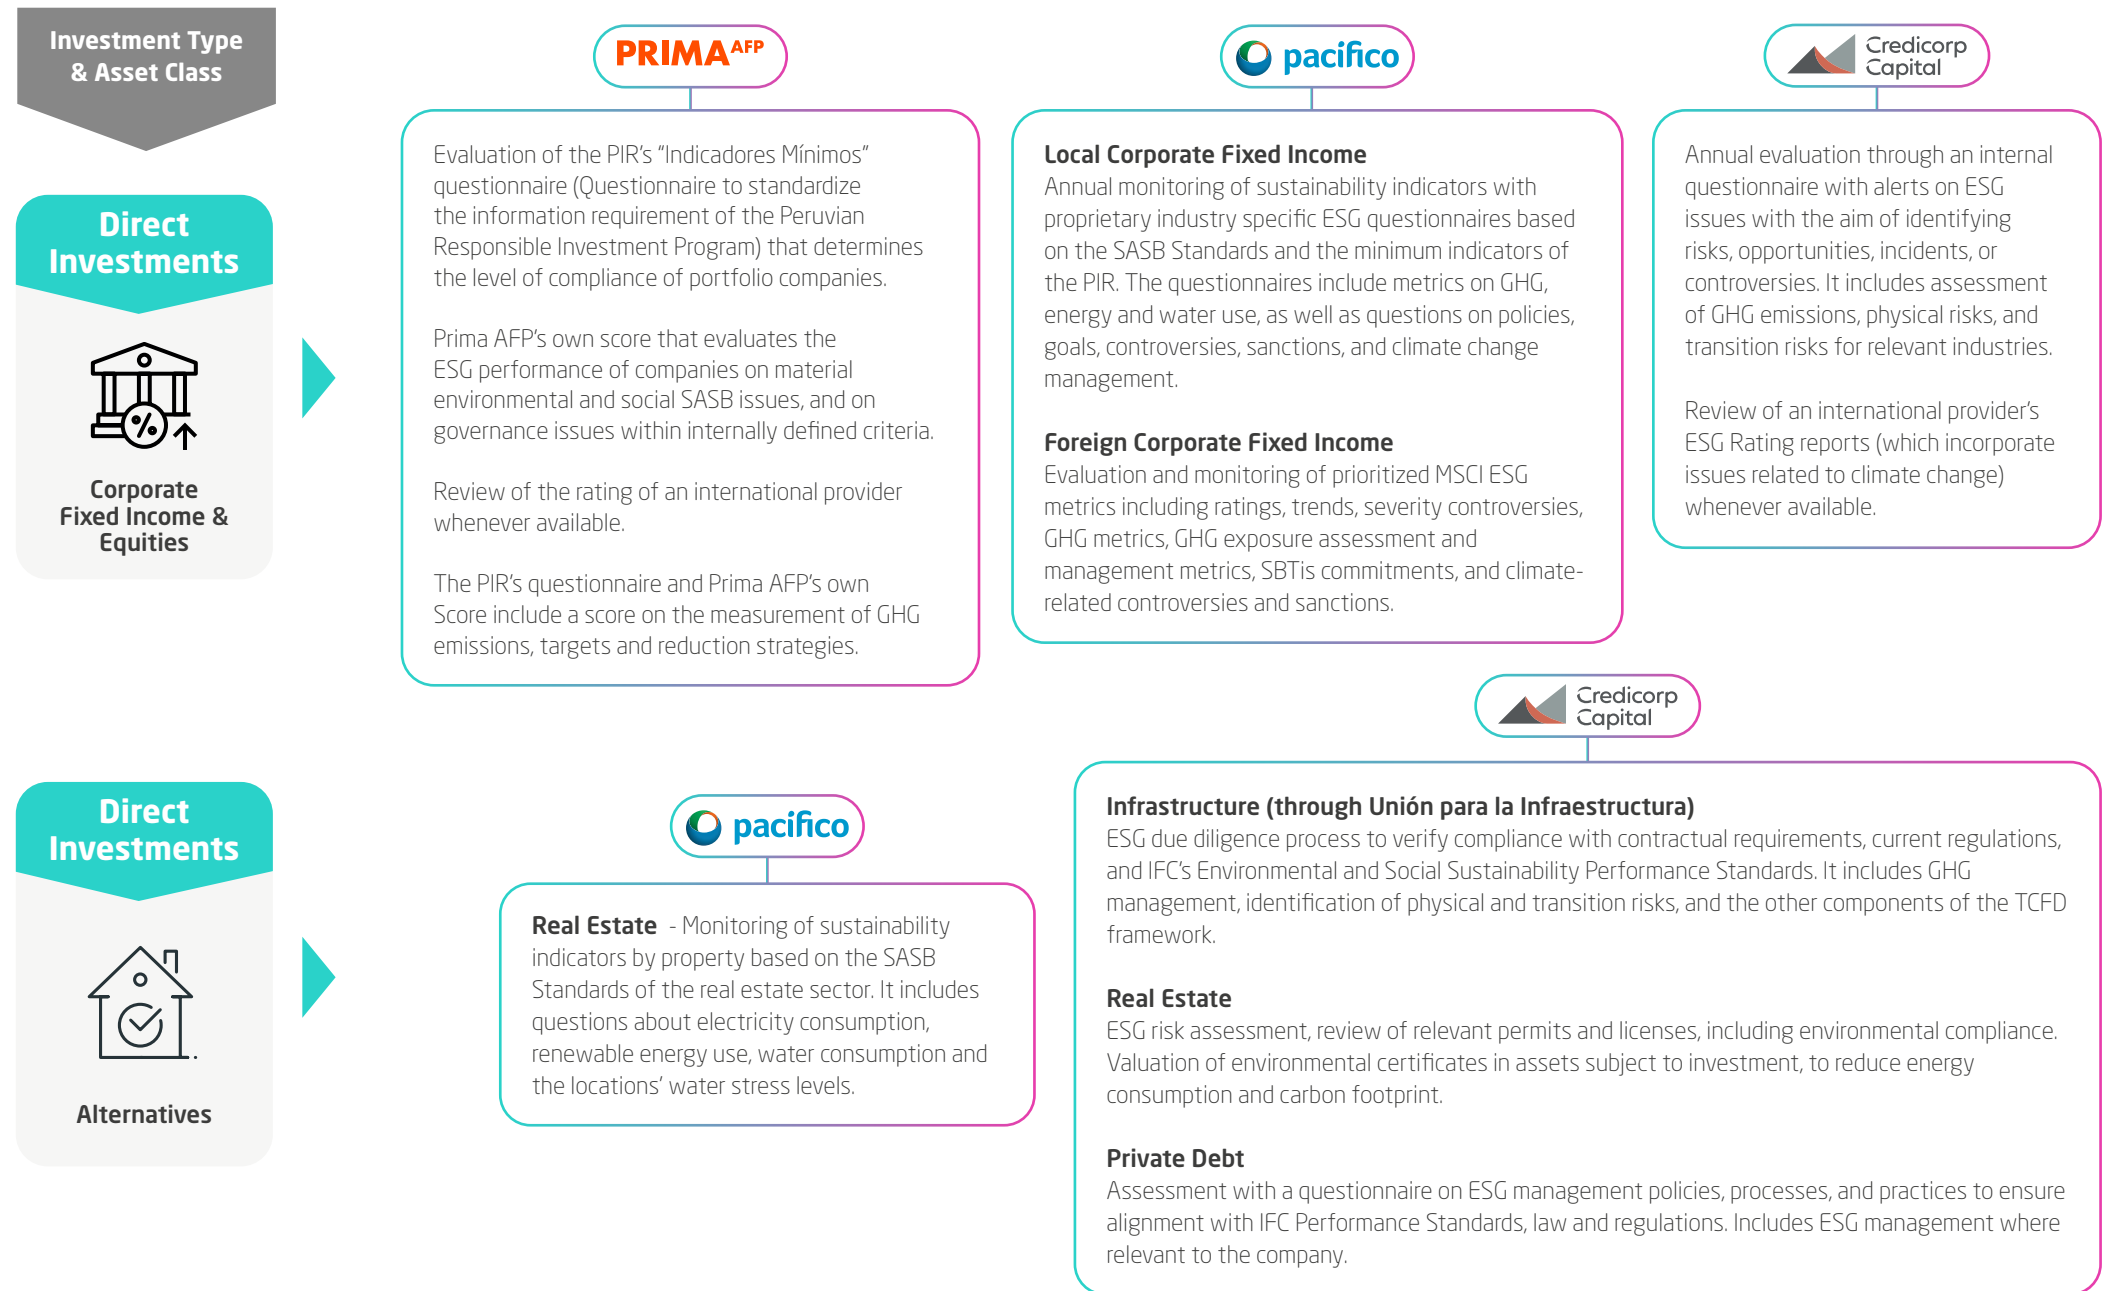 Investment Type
& Asset Class
PRIMA AFP
pacifico
Credicorp
Capital
Direct
Investments
Corporate
Fixed Income &
Equities
Evaluation of the PIR's "Indicadores Mínimos"
questionnaire (Questionnaire to standardize
the information requirement of the Peruvian
Responsible Investment Program) that determines
the level of compliance of portfolio companies.
Prima AFP's own score that evaluates the
ESG performance of companies on material
environmental and social SASB issues, and on
governance issues within internally defined criteria.
Review of the rating of an international provider
whenever available.
The PIR's questionnaire and Prima AFP's own
Score include a score on the measurement of GHG
emissions, targets and reduction strategies.
Local Corporate Fixed Income
Annual monitoring of sustainability indicators with
proprietary industry specific ESG questionnaires based
on the SASB Standards and the minimum indicators of
the PIR. The questionnaires include metrics on GHG,
energy and water use, as well as questions on policies,
goals, controversies, sanctions, and climate change
management.
Foreign Corporate Fixed Income
Evaluation and monitoring of prioritized MSCI ESG
metrics including ratings, trends, severity controversies,
GHG metrics, GHG exposure assessment and
management metrics, SBTis commitments, and climate-
related controversies and sanctions.
Annual evaluation through an internal
questionnaire with alerts on ESG
issues with the aim of identifying
risks, opportunities, incidents, or
controversies. It includes assessment
of GHG emissions, physical risks, and
transition risks for relevant industries.
Review of an international provider's
ESG Rating reports (which incorporate
issues related to climate change)
whenever available.
Direct
Investments
Alternatives
pacifico
Real Estate - Monitoring of sustainability
indicators by property based on the SASB
Standards of the real estate sector. It includes
questions about electricity consumption,
renewable energy use, water consumption and
the locations' water stress levels.
Credicorp
Capital
Infrastructure (through Unión para la Infraestructura)
ESG due diligence process to verify compliance with contractual requirements, current regulations,
and IFC's Environmental and Social Sustainability Performance Standards. It includes GHG
management, identification of physical and transition risks, and the other components of the TCFD
framework.
Real Estate
ESG risk assessment, review of relevant permits and licenses, including environmental compliance.
Valuation of environmental certificates in assets subject to investment, to reduce energy
consumption and carbon footprint.
Private Debt
Assessment with a questionnaire on ESG management policies, processes, and practices to ensure
alignment with IFC Performance Standards, law and regulations. Includes ESG management where
relevant to the company.